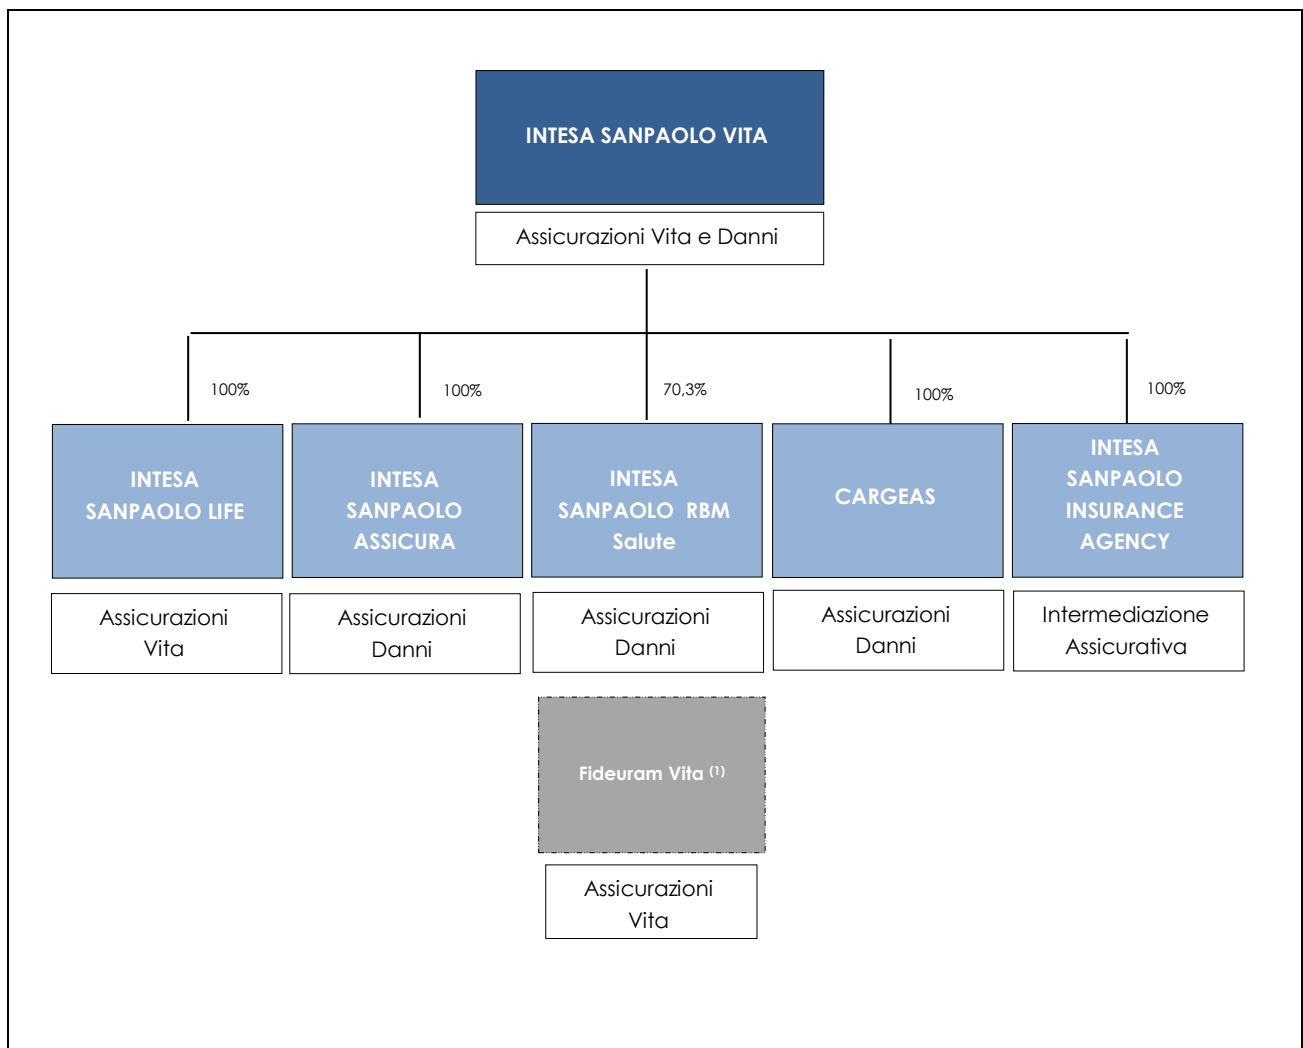 INTESA SANPAOLO VITA
Assicurazioni Vita e Danni
100%
100%
70,3%
100%
100%
INTESA
SANPAOLO LIFE
INTESA
SANPAOLO
ASSICURA
INTESA
SANPAOLO RBM
Salute
CARGEAS
INTESA
SANPAOLO
INSURANCE
AGENCY
Assicurazioni
Vita
Assicurazioni
Danni
Assicurazioni
Danni
Assicurazioni
Danni
Intermediazione
Assicurativa
Fideuram Vita (1)
Assicurazioni
Vita